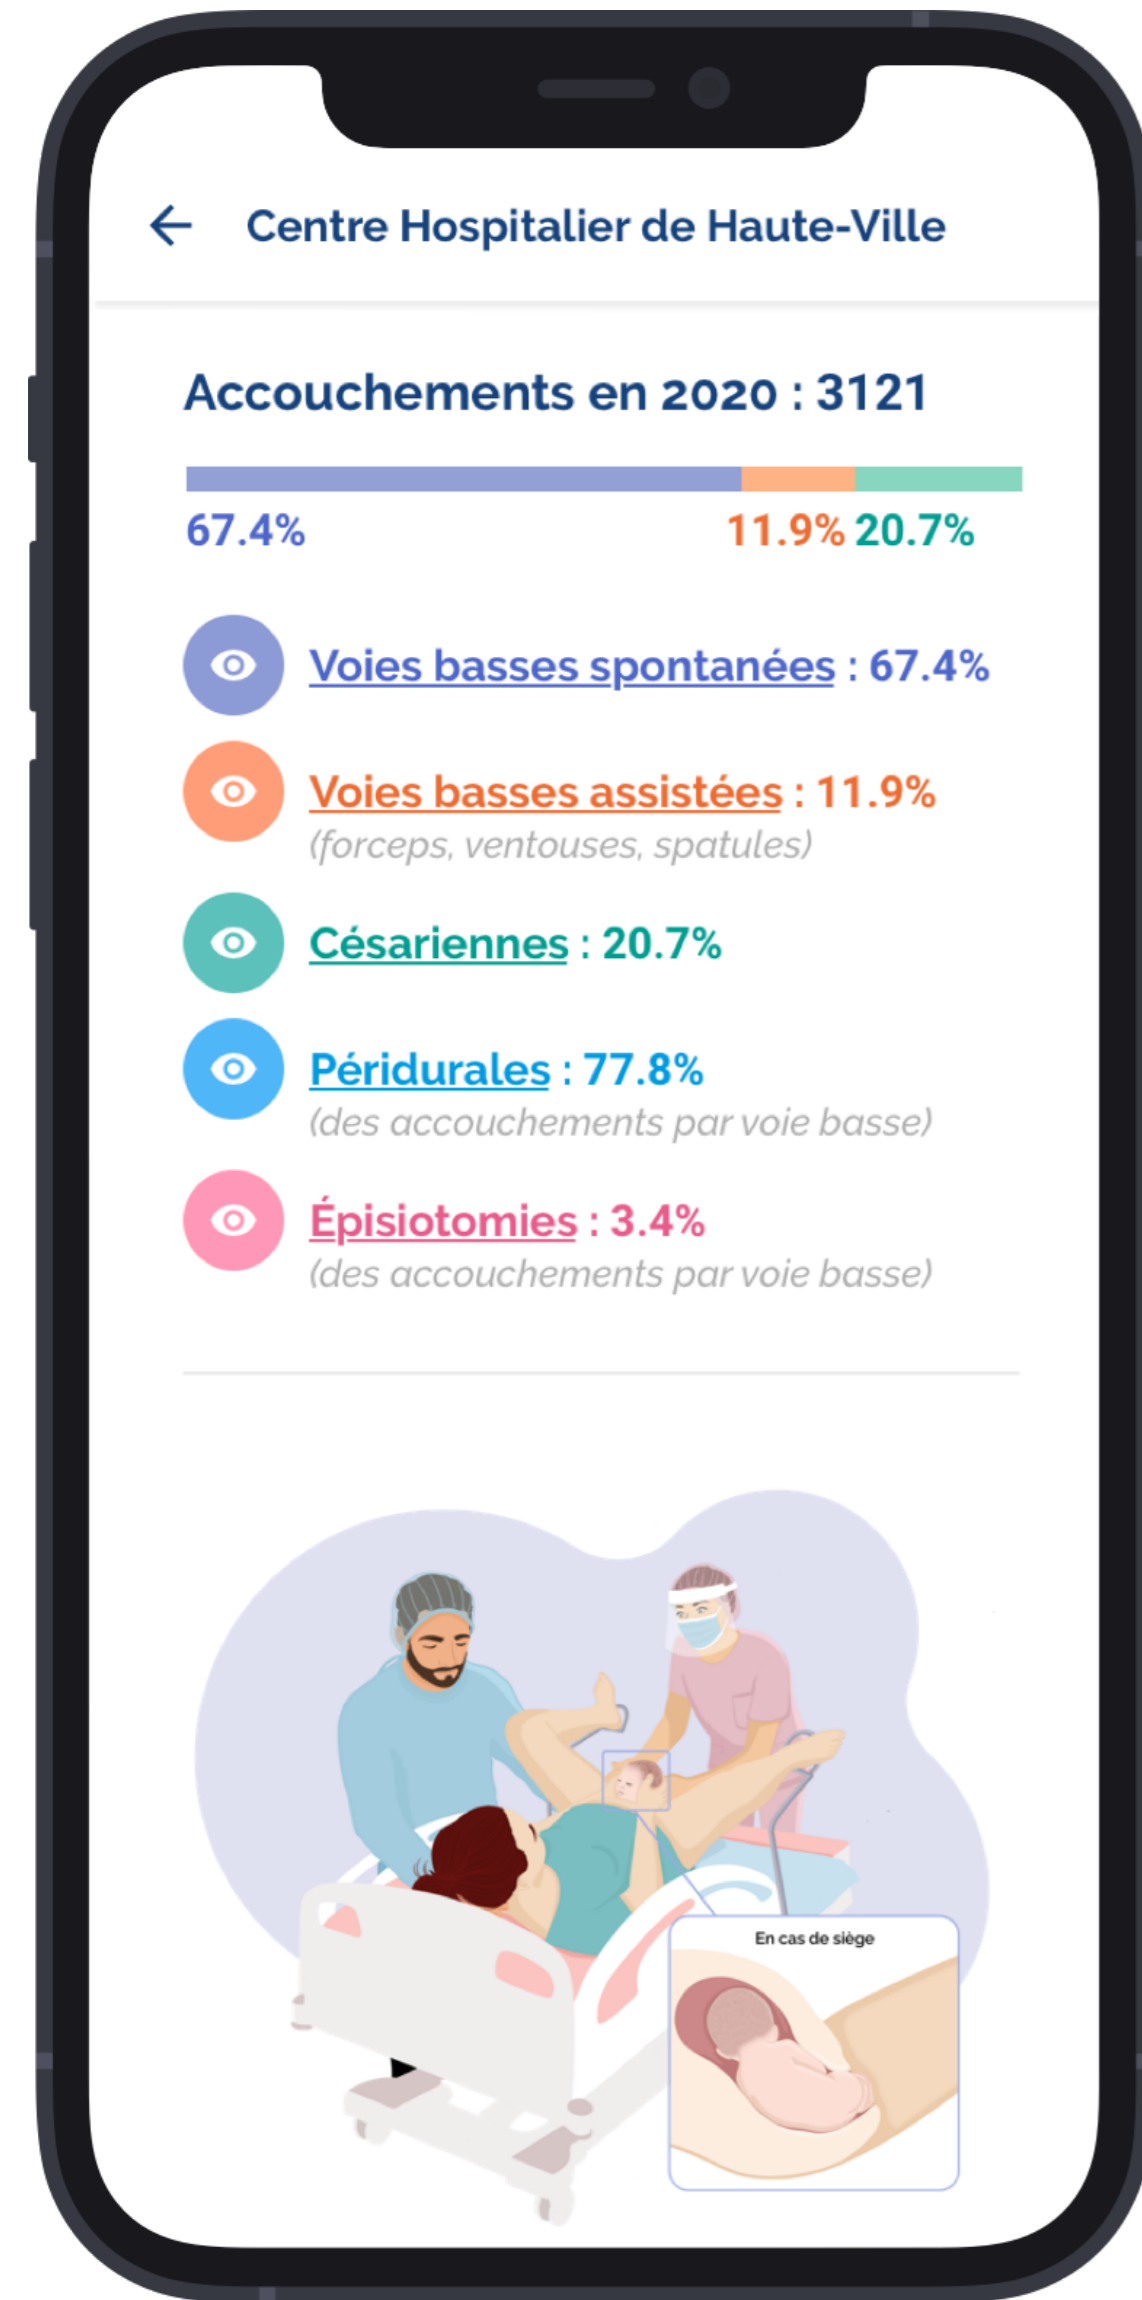 Centre Hospitalier de Haute-Ville
Accouchements en 2020 : 3121
67.4% 11.9% 20.7%
Voies basses spontanées : 67.4%
Voies basses assistées : 11.9%
(forceps, ventouses, spatules)
Césariennes : 20.7%
Péridurales : 77.8%
(des accouchements par voie basse)
Épisiotomies : 3.4%
(des accouchements par voie basse)
En cas de siège